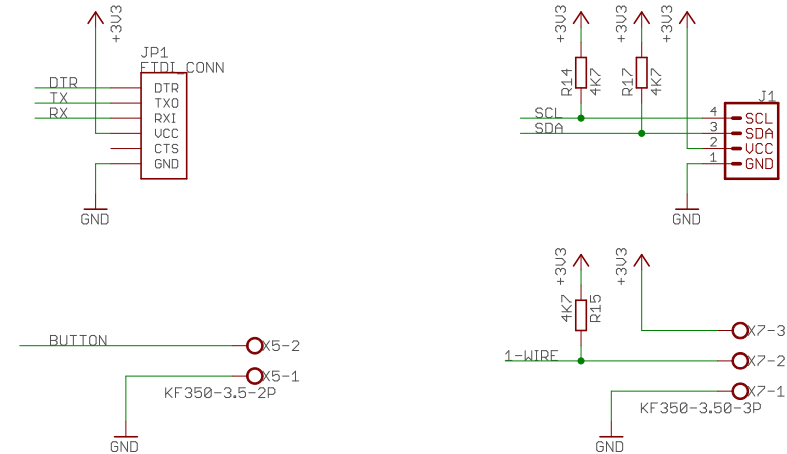 +3V3
JP1
FTDI_CONN
DTR
DTR
TX
TXO
RX
RXI
VCC
CTS
GND
GND
+3V3
+3V3
+3V3
R14
4K7
R17
4K7
J1
SCL
4
SCL
SDA
3
SDA
2
VCC
1
GND
GND
BUTTON
X5-2
X5-1
KF350-3.5-2P
GND
+3V3
+3V3
4K7
R15
X7-3
1-WIRE
X7-2
X7-1
KF350-3.50-3P
GND